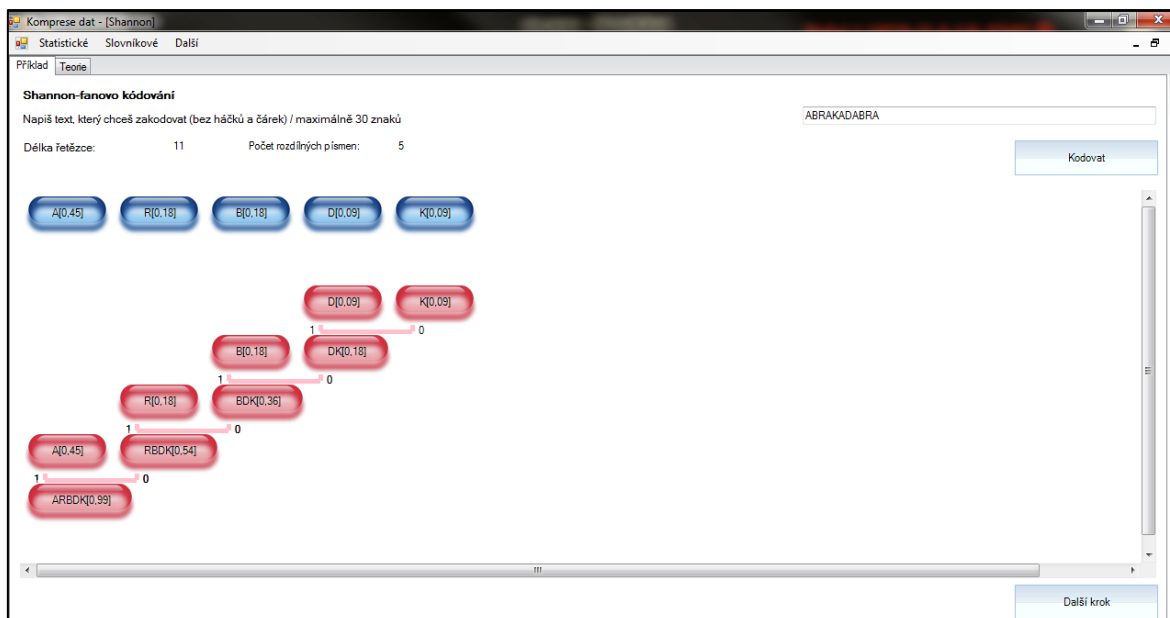 Komprese dat - [Shannon]
Statistické Slovníkové Další
Příklad Teorie
Shannon-fanovo kódování
Napiš text, který chceš zakodovat (bez háčků a čárek) / maximálně 30 znaků
ABRAKADABRA
Délka řetězce: 11 Počet rozdílných písmen: 5
Kodovat
A[0,45] R[0,18] B[0,18] D[0,09] K[0,09]
D[0,09] K[0,09]
1 0
B[0,18] DK[0,18]
1 0
R[0,18] BDK[0,36]
1 0
A[0,45] RBDK[0,54]
1 0
ARBDK[0,99]
Další krok